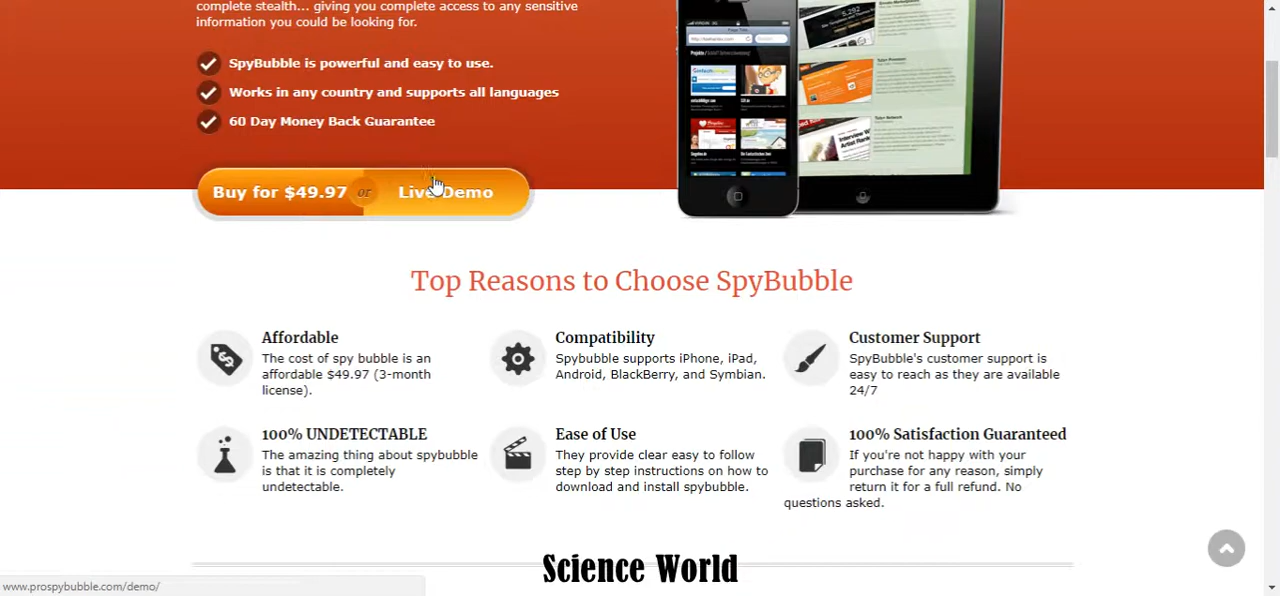 complete stealth... giving you complete access to any sensitive
information you could be looking for.
SpyBubble is powerful and easy to use.
Works in any country and supports all languages
60 Day Money Back Guarantee
Buy for $49.97 or Live Demo
Top Reasons to Choose SpyBubble
Affordable
The cost of spy bubble is an
affordable $49.97 (3-month
license).
Compatibility
Spybubble supports iPhone, iPad,
Android, BlackBerry, and Symbian.
Customer Support
SpyBubble's customer support is
easy to reach as they are available
24/7
100% UNDETECTABLE
The amazing thing about spybubble
is that it is completely
undetectable.
Ease of Use
They provide clear easy to follow
step by step instructions on how to
download and install spybubble.
100% Satisfaction Guaranteed
If you're not happy with your
purchase for any reason, simply
return it for a full refund. No
questions asked.
Science World
www.prospybubble.com/demo/